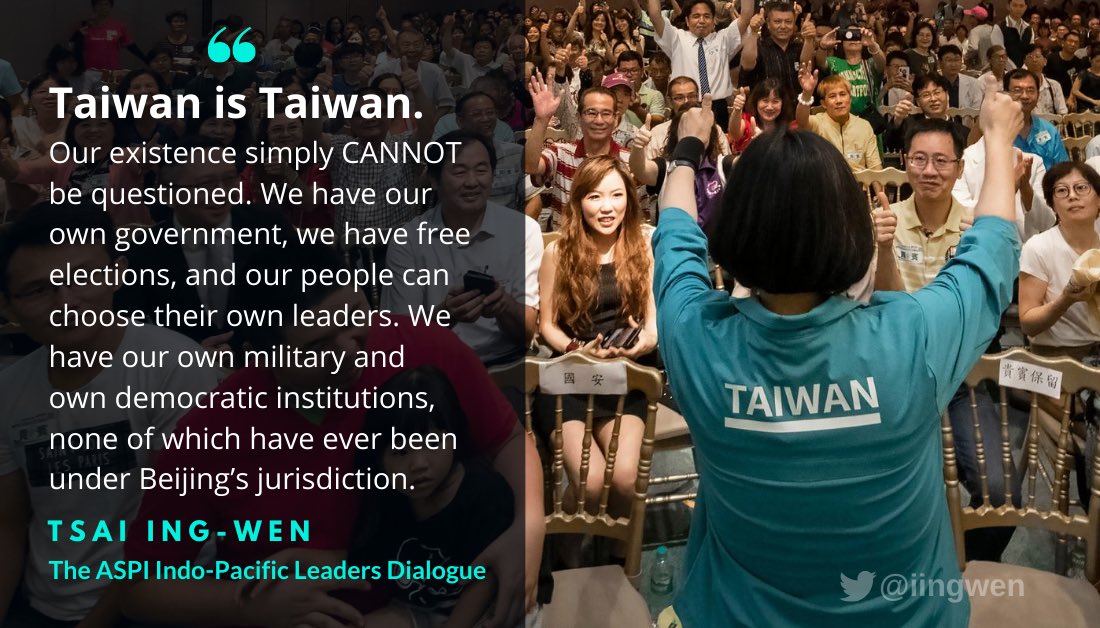 “
Taiwan is Taiwan.
Our existence simply CANNOT
be questioned. We have our
own government, we have free
elections, and our people can
choose their own leaders. We
have our own military and
own democratic institutions,
none of which have ever been
under Beijing’s jurisdiction.
TSAI ING-WEN
The ASPI Indo-Pacific Leaders Dialogue
國 安
貴賓保留
TAIWAN
@iingwen